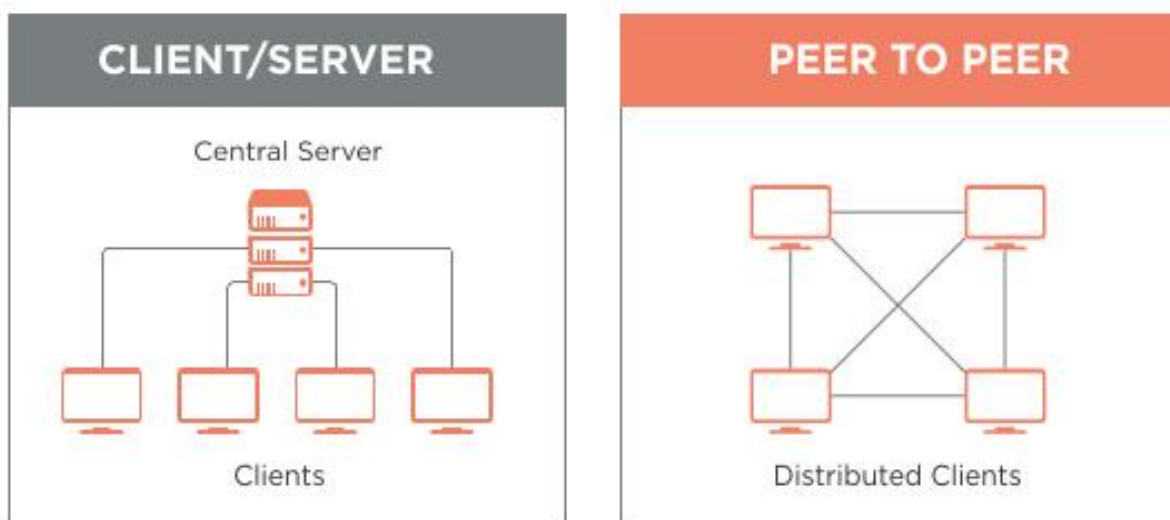 CLIENT/SERVER
Central Server
Clients
PEER TO PEER
Distributed Clients